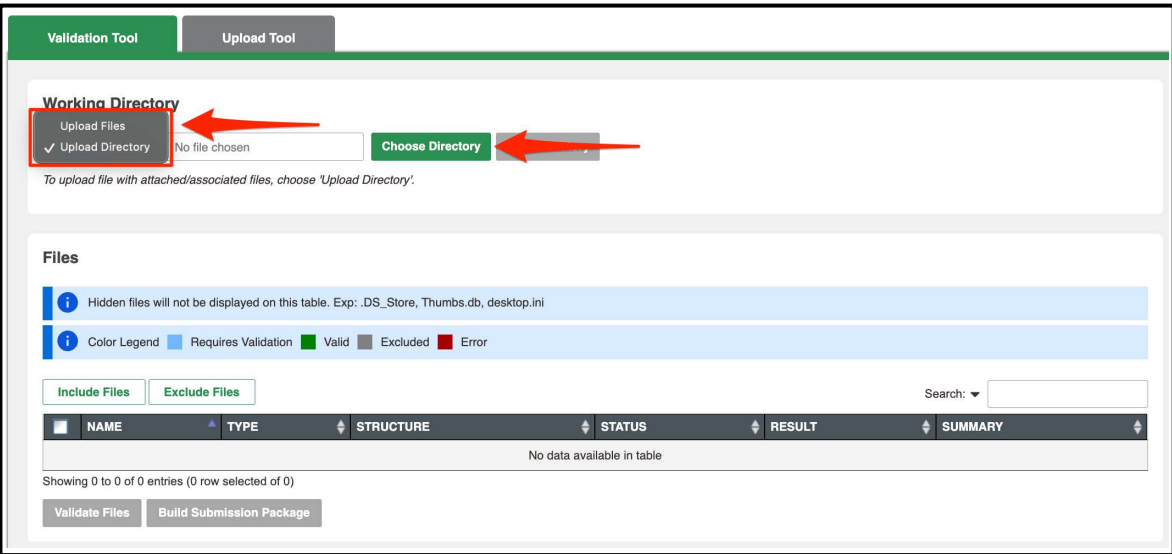 Validation Tool Upload Tool
Working Directory
Upload Files
✓ Upload Directory No file chosen Choose Directory
To upload file with attached/associated files, choose 'Upload Directory'.
Files
Hidden files will not be displayed on this table. Exp: .DS_Store, Thumbs.db, desktop.ini
Color Legend Requires Validation Valid Excluded Error
Include Files Exclude Files Search:
NAME TYPE STRUCTURE STATUS RESULT SUMMARY
No data available in table
Showing 0 to 0 of 0 entries (0 row selected of 0)
Validate Files Build Submission Package